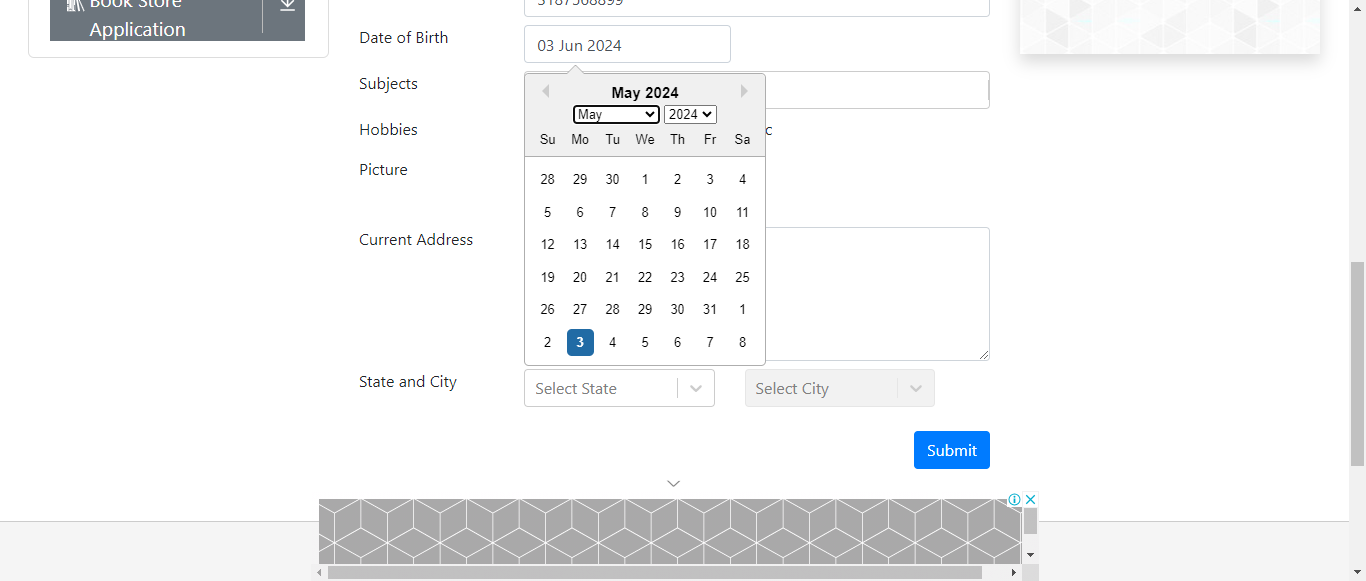 Book Store
Application
3187568899
Date of Birth
03 Jun 2024
Subjects
May 2024
May
2024
Hobbies
c
Su Mo Tu We Th Fr Sa
Picture
28 29 30 1 2 3 4
5 6 7 8 9 10 11
Current Address
12 13 14 15 16 17 18
19 20 21 22 23 24 25
26 27 28 29 30 31 1
2 3 4 5 6 7 8
State and City
Select State
Select City
Submit